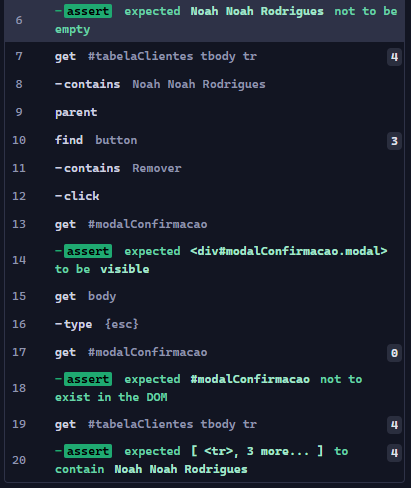 6 -assert expected Noah Noah Rodrigues not to be
empty
7 get #tabelaClientes tbody tr 4
8 -contains Noah Noah Rodrigues
9 parent
10 find button 3
11 -contains Remover
12 -click
13 get #modalConfirmacao
14 -assert expected <div#modalConfirmacao.modal>
to be visible
15 get body
16 -type {esc}
17 get #modalConfirmacao 0
18 -assert expected #modalConfirmacao not to
exist in the DOM
19 get #tabelaClientes tbody tr 4
20 -assert expected [ <tr>, 3 more... ] to 4
contain Noah Noah Rodrigues